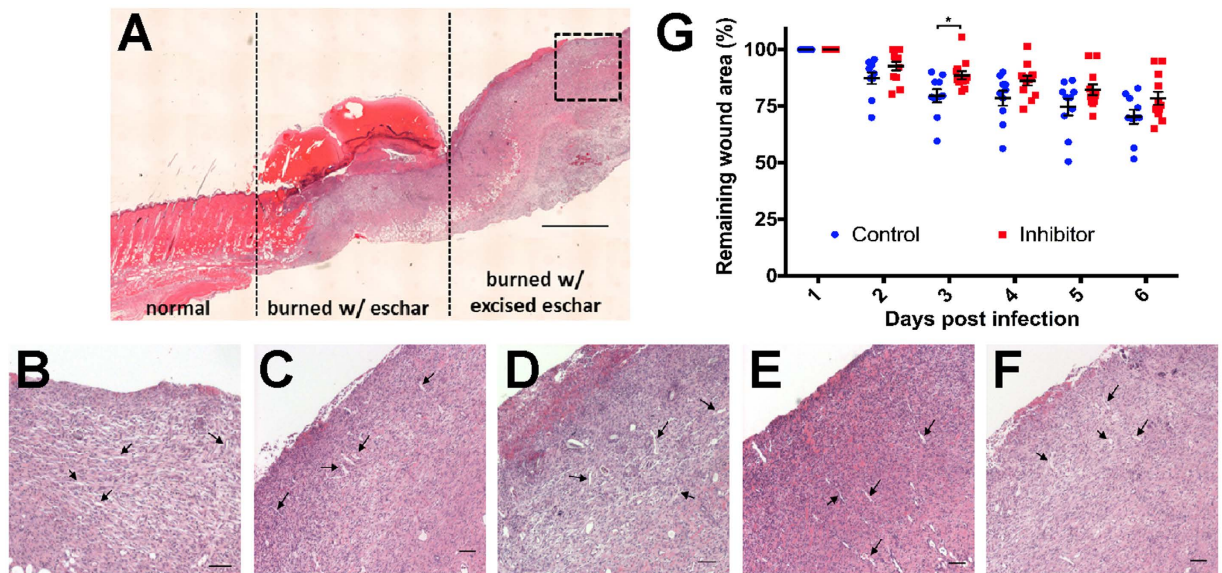 A
normal
burned w/ eschar
burned w/
excised eschar
G
Remaining wound area (%)
100
75
50
25
0
*
Control
Inhibitor
1
2
3
4
5
6
Days post infection
B
C
D
E
F